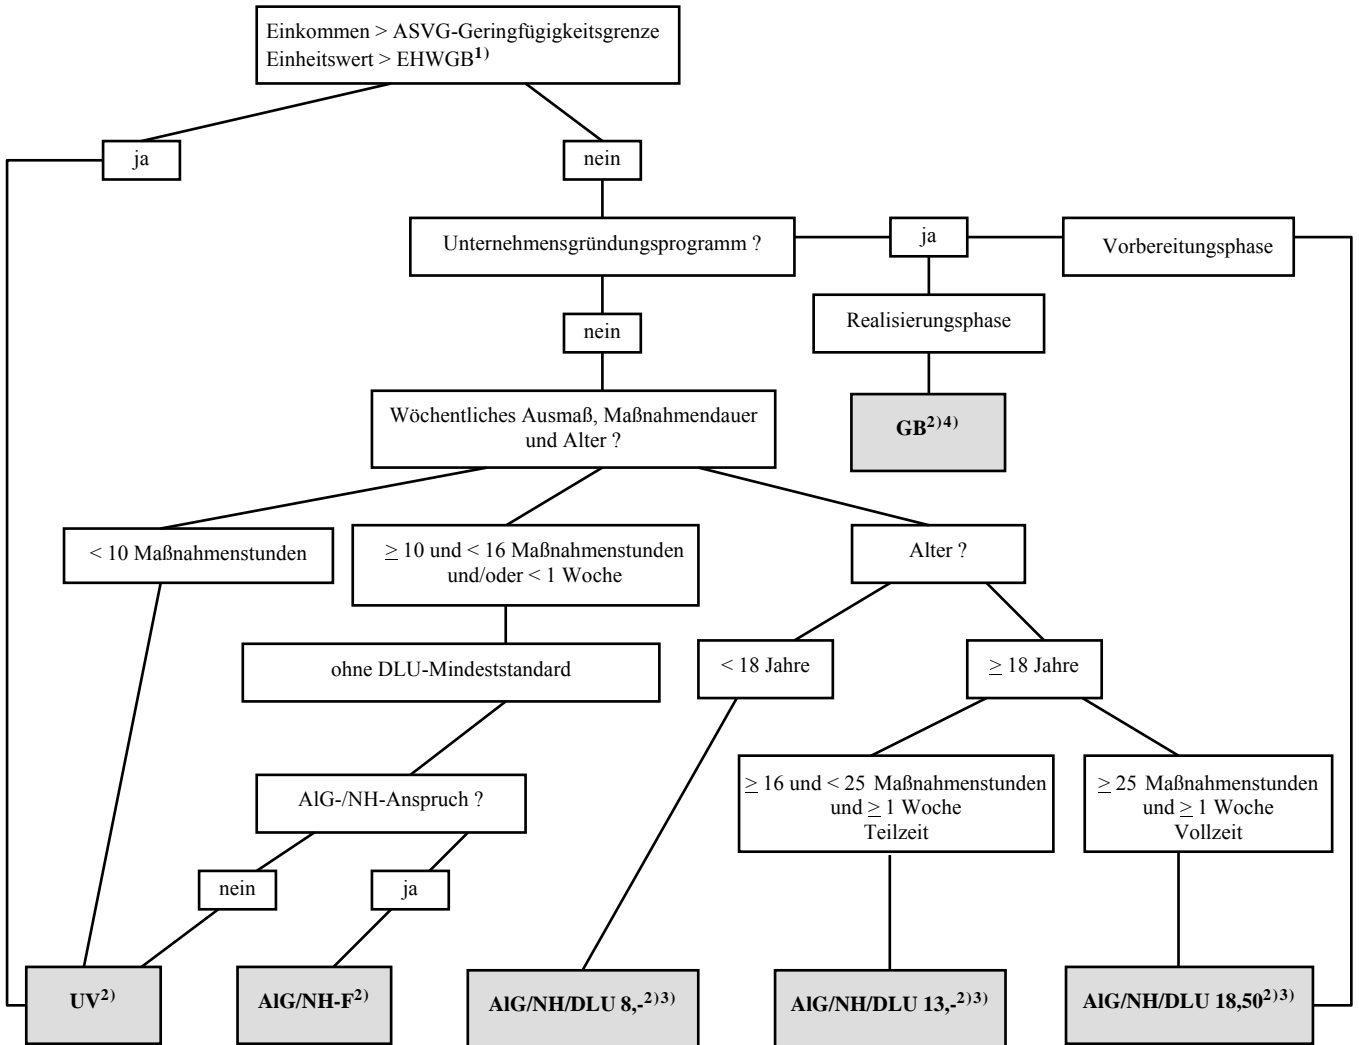 Einkommen > ASVG-Geringfügigkeitsgrenze
Einheitswert > EHWGB1)
ja
nein
Unternehmensgründungsprogramm ?
ja
Vorbereitungsphase
nein
Realisierungsphase
GB2)4)
Wöchentliches Ausmaß, Maßnahmendauer
und Alter ?
< 10 Maßnahmenstunden
≥ 10 und < 16 Maßnahmenstunden
und/oder < 1 Woche
Alter ?
ohne DLU-Mindeststandard
< 18 Jahre
≥ 18 Jahre
AlG-/NH-Anspruch ?
≥ 16 und < 25 Maßnahmenstunden
und ≥ 1 Woche
Teilzeit
≥ 25 Maßnahmenstunden
und ≥ 1 Woche
Vollzeit
nein
ja
UV2)
AlG/NH-F2)
AlG/NH/DLU 8,-2)3)
AlG/NH/DLU 13,-2)3)
AlG/NH/DLU 18,502)3)